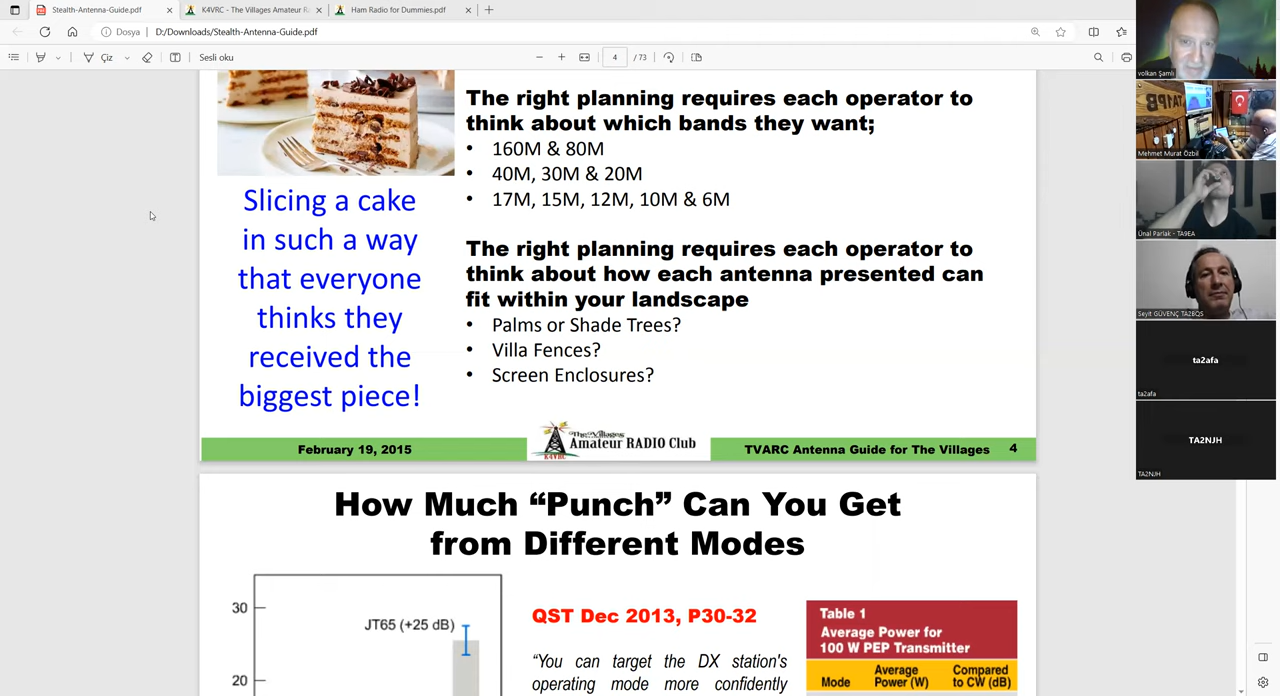 Stealth-Antenna-Guide.pdf
K4VRC - The Villages Amateur R
Ham Radio for Dummies.pdf
Dosya
D:/Downloads/Stealth-Antenna-Guide.pdf
Çiz
Sesli oku
4
/ 73
The right planning requires each operator to
think about which bands they want;
• 160M & 80M
• 40M, 30M & 20M
• 17M, 15M, 12M, 10M & 6M
Slicing a cake
in such a way
that everyone
thinks they
received the
biggest piece!
The right planning requires each operator to
think about how each antenna presented can
fit within your landscape
• Palms or Shade Trees?
• Villa Fences?
• Screen Enclosures?
February 19, 2015
The Villages
Amateur RADIO Club
K4VRC
TVARC Antenna Guide for The Villages 4
How Much “Punch” Can You Get
from Different Modes
30
JT65 (+25 dB)
20
QST Dec 2013, P30-32
“You can target the DX station's
operating mode more confidently
Table 1
Average Power for
100 W PEP Transmitter
Mode
Average
Power (W)
Compared
to CW (dB)
volkan Şamlı
TA1PB
Mehmet Murat Özbil
Ünal Parlak - TA9EA
Seyit GÜVENÇ TA2BQS
ta2afa
ta2afa
TA2NJH
TA2NJH